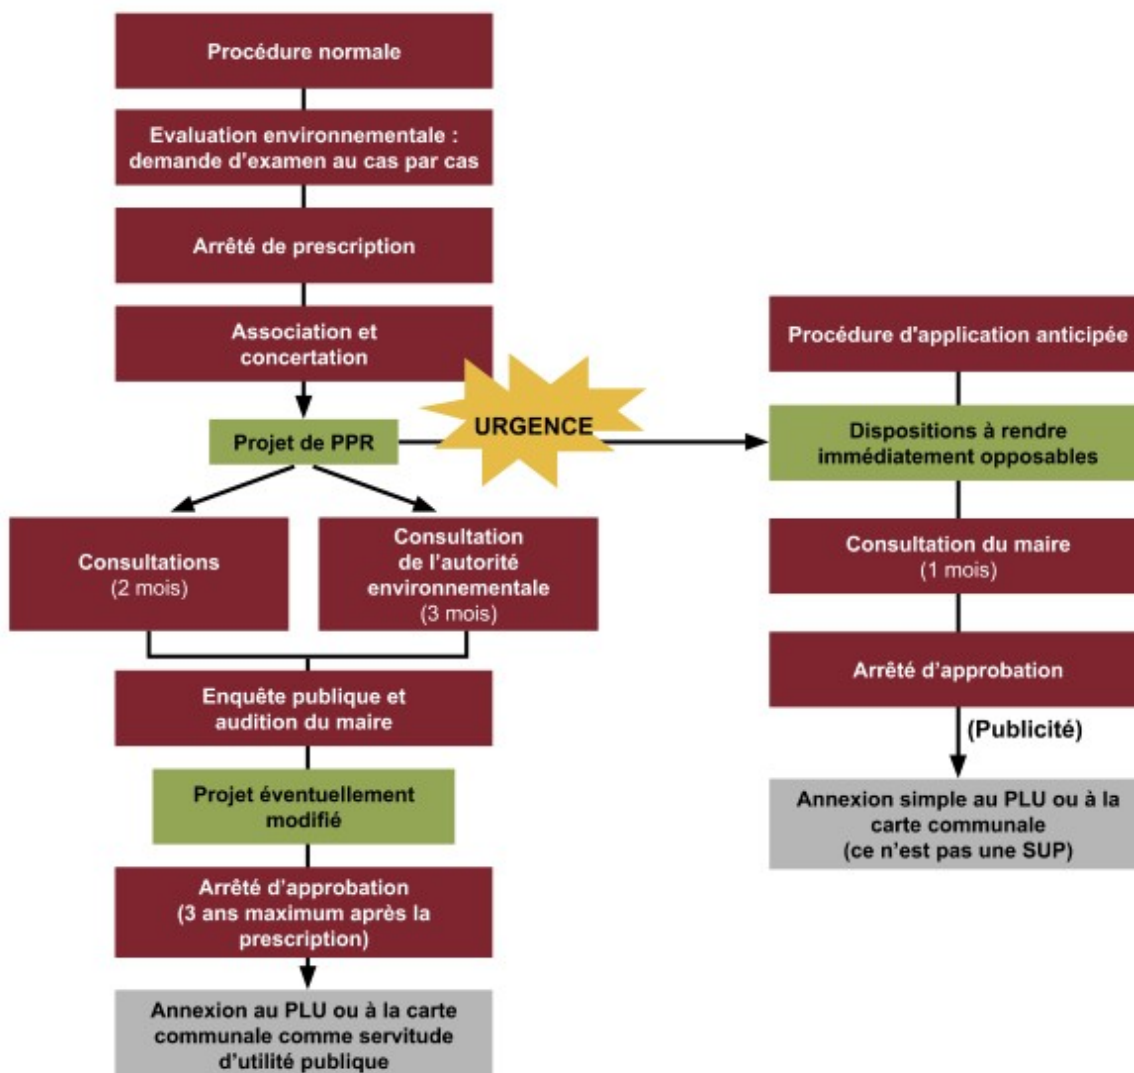 Procédure normale
Evaluation environnementale :
demande d'examen au cas par cas
Arrêté de prescription
Association et
concertation
Projet de PPR
URGENCE
Consultations
(2 mois)
Consultation
de l'autorité
environnementale
(3 mois)
Enquête publique et
audition du maire
Projet éventuellement
modifié
Arrêté d'approbation
(3 ans maximum après la
prescription)
Annexion au PLU ou à la carte
communale comme servitude
d'utilité publique
Procédure d'application anticipée
Dispositions à rendre
immédiatement opposables
Consultation du maire
(1 mois)
Arrêté d'approbation
(Publicité)
Annexion simple au PLU ou à la
carte communale
(ce n'est pas une SUP)